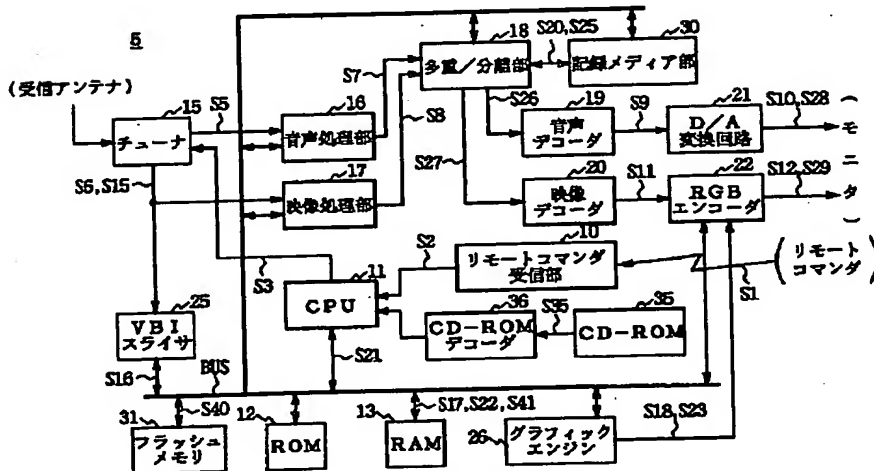 5
(受信アンテナ)
15
チューナ
S5
S6,S15
16
音声処理部
17
映像処理部
S7
S8
18
多重/分離部
S20,S25
30
記録メディア部
S26
S27
19
音声
デコーダ
S9
21
D/A
変換回路
S10,S28
20
映像
デコーダ
S11
22
RGB
エンコーダ
S12,S29
(モニタ)
S3
11
CPU
S2
10
リモートコマンダ
受信部
S1
(リモート
コマンダ)
36
CD-ROM
デコーダ
S35
35
CD-ROM
S21
25
VBI
スライサ
S16
BUS
S40
31
フラッシュ
メモリ
12
ROM
13
RAM
S17,S22,S41
26
グラフィック
エンジン
S18,S23